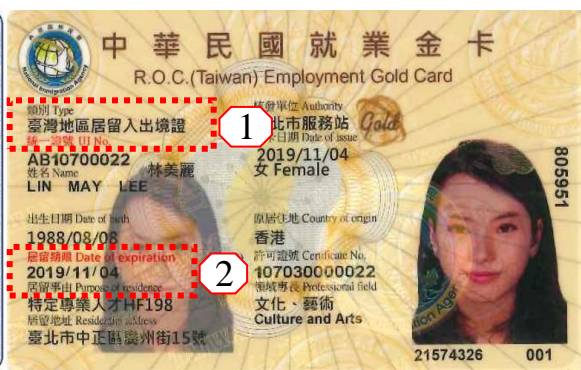 中華民國就業金卡
R.O.C.(Taiwan) Employment Gold Card
類別 Type
臺灣地區居留入出境證
統一證號 UI No.
AB10700022
姓名 Name
林美麗
LIN MAY LEE
出生日期 Date of birth
1988/08/08
居留期限 Date of expiration
2019/11/04
居留事由 Purpose of residence
特定專業人才HF198
居留地址 Residential address
臺北市中正區廣州街15號
1
2
核發單位 Authority
北市服務站
Gold
日期 Date of issue
2019/11/04
女 Female
原居住地 Country of origin
香港
許可證號 Certificate No.
107030000022
領域專長 Professional field
文化、藝術
Culture and Arts
805951
21574326 001
National Immigration Agency